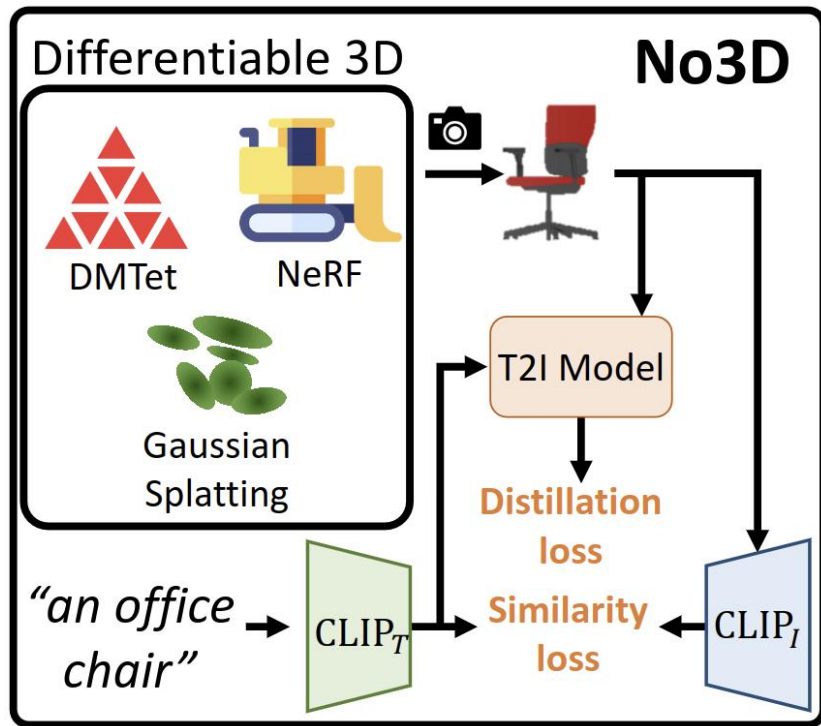 Differentiable 3D
No3D
DMTet
NeRF
Gaussian
Splatting
T2I Model
Distillation
loss
Similarity
loss
“an office
chair”
CLIP_T
CLIP_I